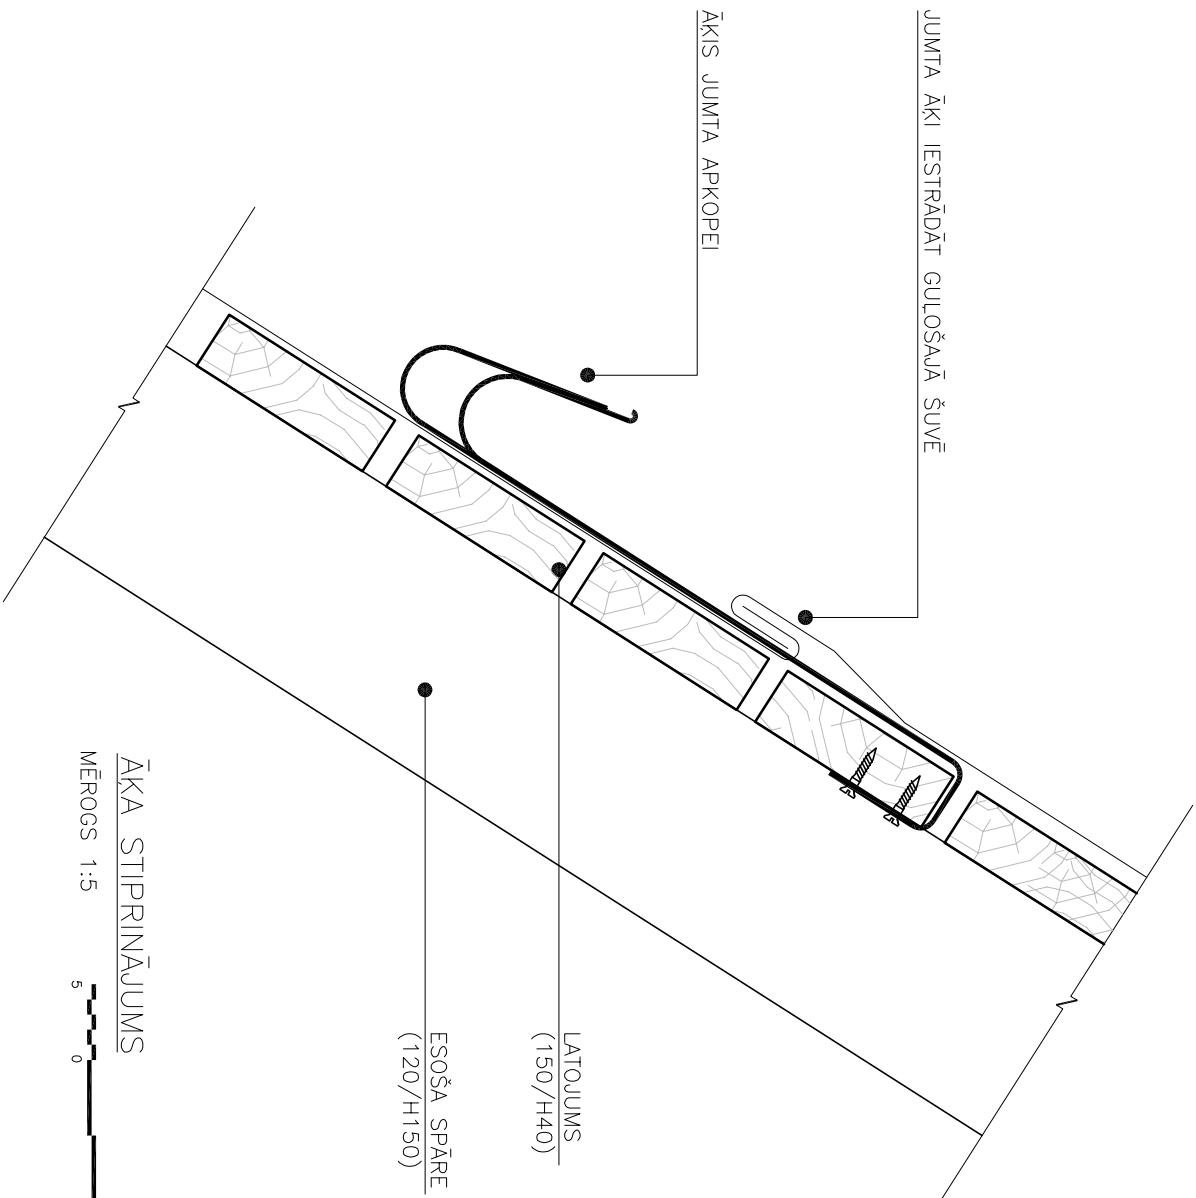 JUMTA ĀĶI IESTRĀDĀT GUĻOŠAJĀ ŠUVĒ
ĀĶIS JUMTA APKOPEI
LATOJUMS
(150/H40)
ESOŠA SPĀRE
(120/H150)
ĀĶA STIPRINĀJUMS
MĒROGS 1:5
5 0